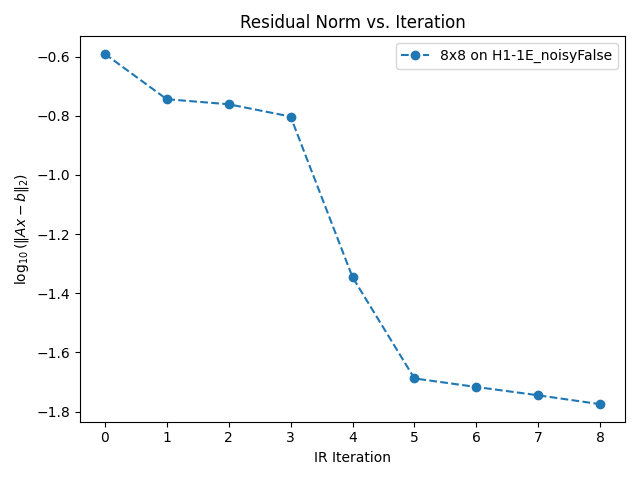 Residual Norm vs. Iteration
8x8 on H1-1E_noisyFalse
−0.6
−0.8
−1.0
−1.2
−1.4
−1.6
−1.8
log₁₀(‖Ax − b‖₂)
0 1 2 3 4 5 6 7 8
IR Iteration